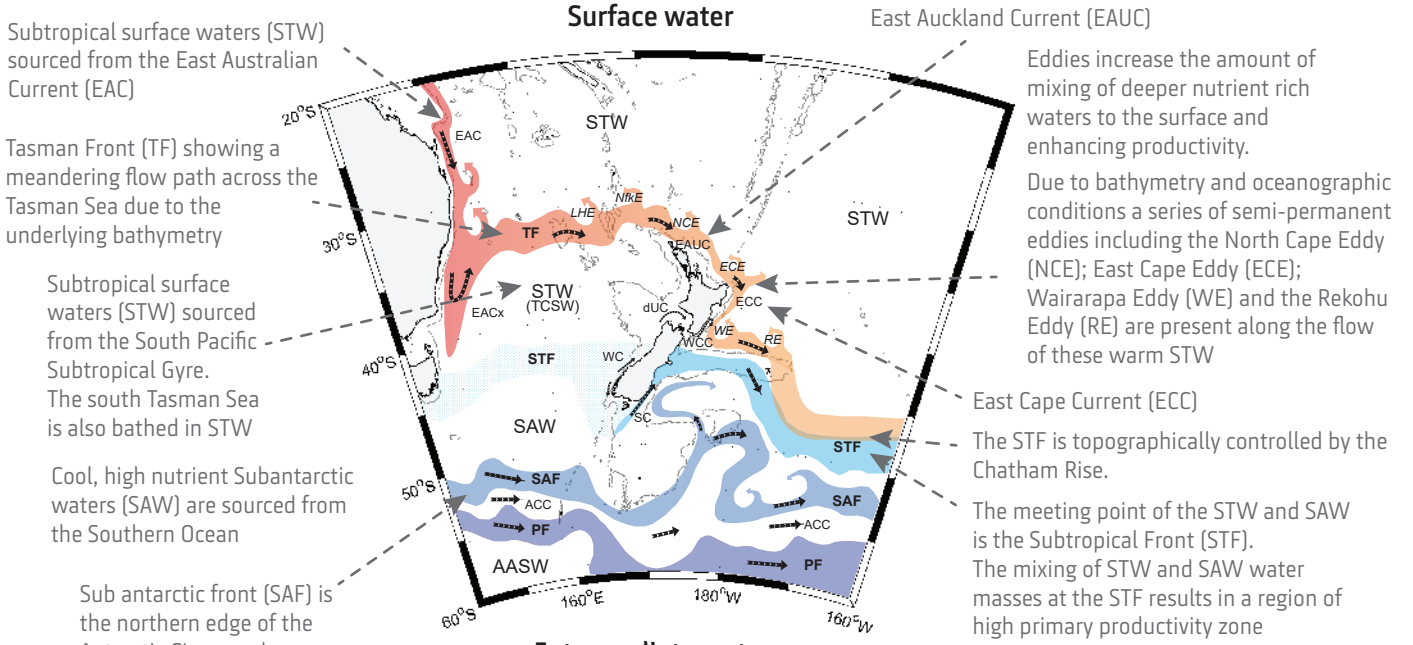 Surface water
East Auckland Current (EAUC)
Subtropical surface waters (STW)
sourced from the East Australian
Current (EAC)
Tasman Front (TF) showing a
meandering flow path across the
Tasman Sea due to the
underlying bathymetry
Subtropical surface
waters (STW) sourced
from the South Pacific
Subtropical Gyre.
The south Tasman Sea
is also bathed in STW
Cool, high nutrient Subantarctic
waters (SAW) are sourced from
the Southern Ocean
Sub antarctic front (SAF) is
the northern edge of the
Eddies increase the amount of
mixing of deeper nutrient rich
waters to the surface and
enhancing productivity.
Due to bathymetry and oceanographic
conditions a series of semi-permanent
eddies including the North Cape Eddy
(NCE); East Cape Eddy (ECE);
Wairarapa Eddy (WE) and the Rekohu
Eddy (RE) are present along the flow
of these warm STW
East Cape Current (ECC)
The STF is topographically controlled by the
Chatham Rise.
The meeting point of the STW and SAW
is the Subtropical Front (STF).
The mixing of STW and SAW water
masses at the STF results in a region of
high primary productivity zone
20°S
30°S
40°S
50°S
60°S
160°E
180°W
160°W
EAC
STW
STW
LHE
NfkE
NCE
TF
EAUC
ECE
ECC
EACx
STW
(TCSW)
dUC
WE
RE
WCC
WC
STF
SC
SAW
STF
SAF
SAF
ACC
ACC
PF
PF
AASW